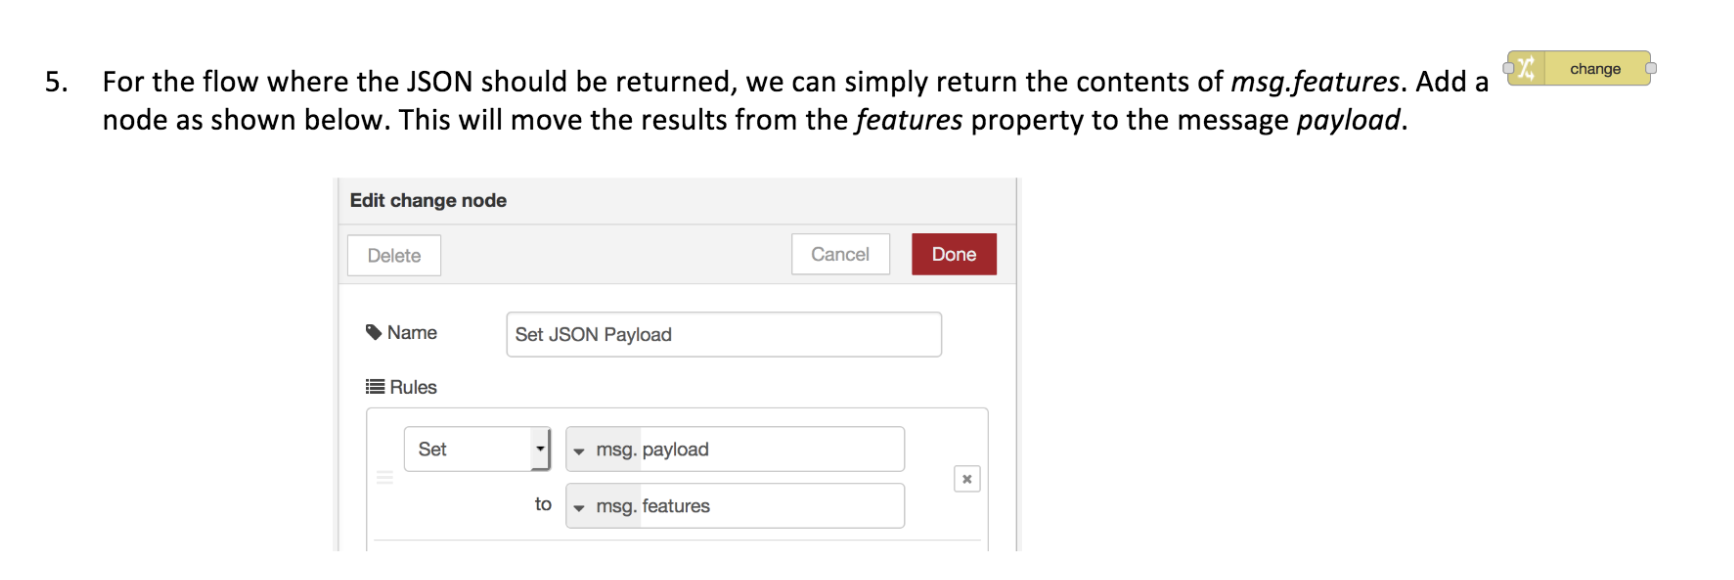 5. For the flow where the JSON should be returned, we can simply return the contents of msg.features. Add a change
node as shown below. This will move the results from the features property to the message payload.
Edit change node
Delete Cancel Done
Name Set JSON Payload
Rules
Set msg. payload
to msg. features